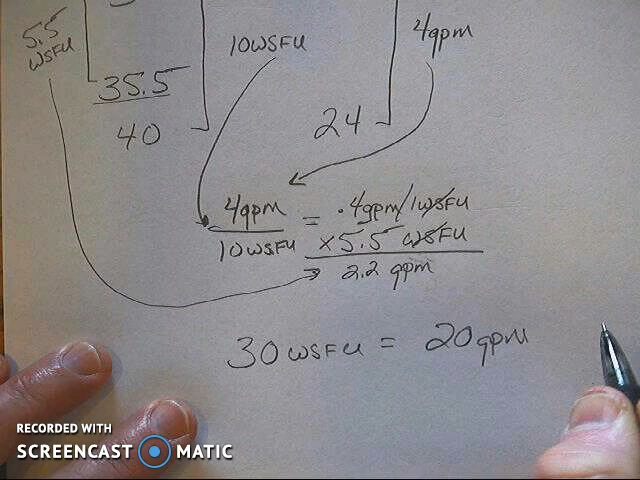 5.5
WSFU
10WSFU
4gpm
35.5
40
24
4gpm = .4gpm/1WSFU
10WSFU ×5.5 WSFU
2.2 gpm
30 WSFU = 20gpm
RECORDED WITH
SCREENCAST MATIC